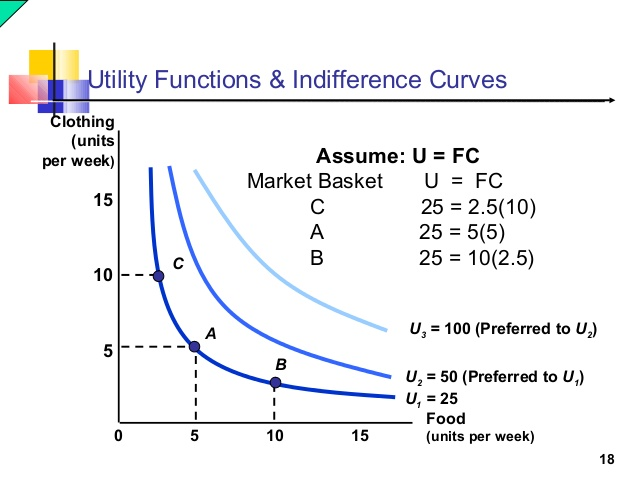 Utility Functions & Indifference Curves
Clothing
(units
per week)
Assume: U = FC
Market Basket U = FC
C 25 = 2.5(10)
A 25 = 5(5)
B 25 = 10(2.5)
15
10
5
C
A
B
U3 = 100 (Preferred to U2)
U2 = 50 (Preferred to U1)
U1 = 25
Food
(units per week)
0 5 10 15
18